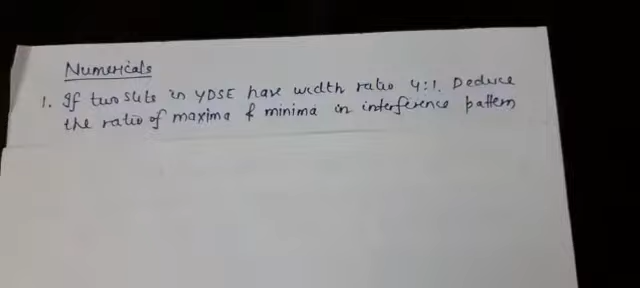 Numericals
1. If two slits in YDSE have width ratio 4:1. Deduce
the ratio of maxima & minima in interference pattern